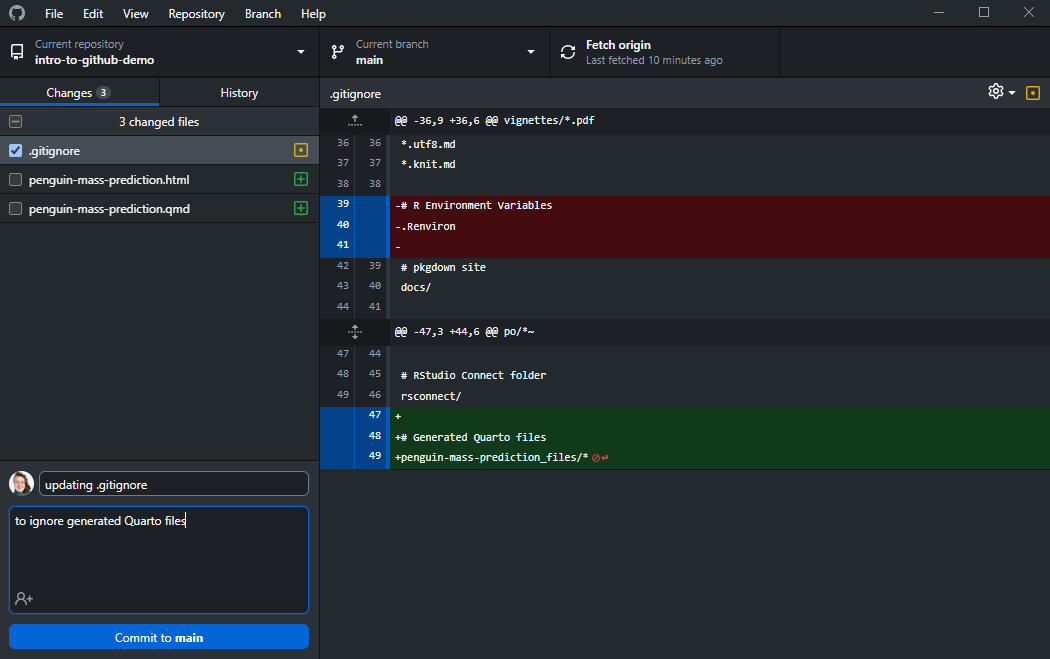 File Edit View Repository Branch Help
Current repository
intro-to-github-demo
Current branch
main
Fetch origin
Last fetched 10 minutes ago
Changes 3 History
3 changed files
.gitignore
penguin-mass-prediction.html
penguin-mass-prediction.qmd
updating .gitignore
to ignore generated Quarto files
Commit to main
.gitignore
@@ -36,9 +36,6 @@ vignettes/*.pdf
36 36 *.utf8.md
37 37 *.knit.md
38 38
39 -# R Environment Variables
40 -.Renviron
41 -
42 39 # pkgdown site
43 40 docs/
44 41
@@ -47,3 +44,6 @@ po/*~
47 44
48 45 # RStudio Connect folder
49 46 rsconnect/
47 +
48 +# Generated Quarto files
49 +penguin-mass-prediction_files/*